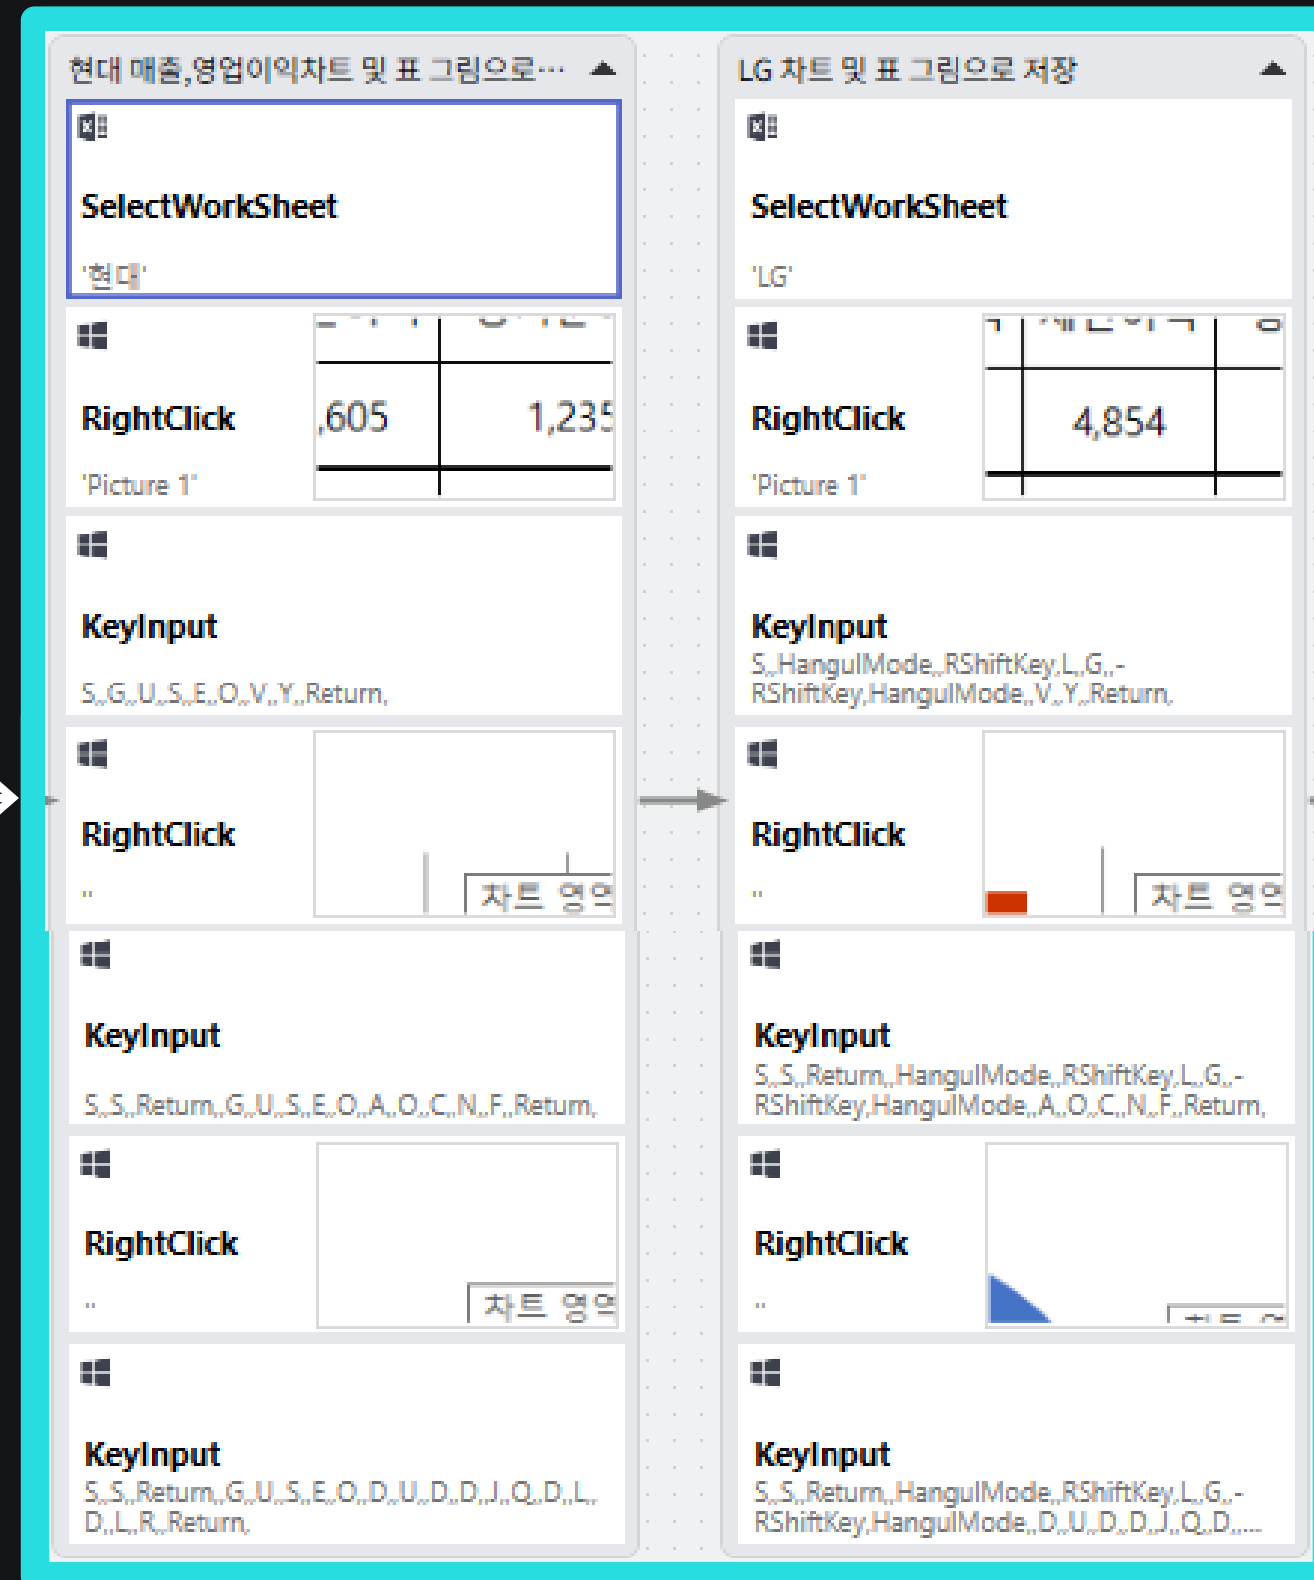 현대 매출,영업이익차트 및 표 그림으로...
SelectWorkSheet
'현대'
RightClick
,605
1,235
'Picture 1'
KeyInput
S,,G,,U,,S,,E,,O,,V,,Y,,Return,
RightClick
''
차트 영역
KeyInput
S,,S,,Return,,G,,U,,S,,E,,O,,A,,O,,C,,N,,F,,Return,
RightClick
''
차트 영역
KeyInput
S,,S,,Return,,G,,U,,S,,E,,O,,D,,U,,D,,D,,J,,Q,,D,,L,,
D,,L,,R,,Return,
LG 차트 및 표 그림으로 저장
SelectWorkSheet
'LG'
RightClick
4,854
'Picture 1'
KeyInput
S,,HangulMode,,RShiftKey,L,,G,,-
RShiftKey,HangulMode,,V,,Y,,Return,
RightClick
''
차트 영역
KeyInput
S,,S,,Return,,HangulMode,,RShiftKey,L,,G,,-
RShiftKey,HangulMode,,A,,O,,C,,N,,F,,Return,
RightClick
''
KeyInput
S,,S,,Return,,HangulMode,,RShiftKey,L,,G,,-
RShiftKey,HangulMode,,D,,U,,D,,D,,J,,Q,,D,,...